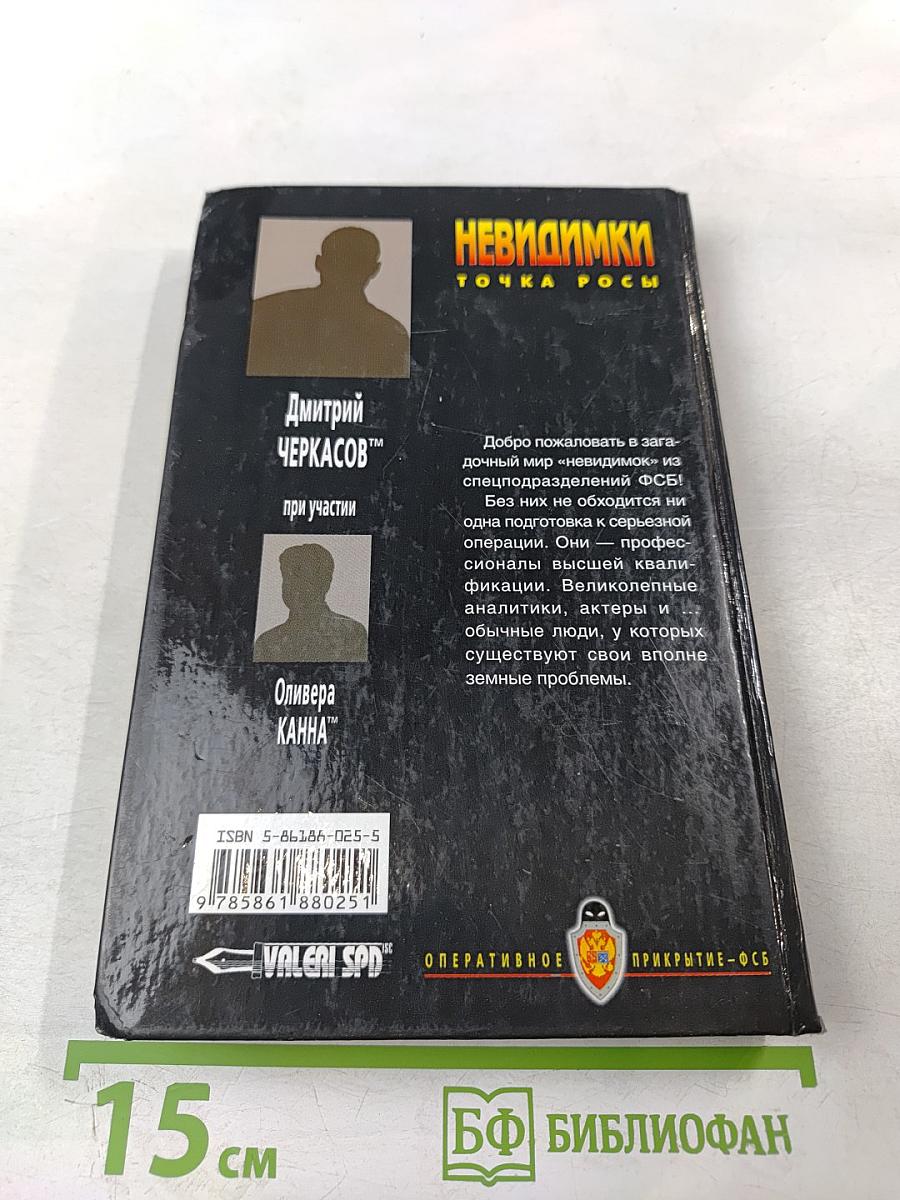 НЕВИДИМКИ
ТОЧКА РОСЫ
Дмитрий
ЧЕРКАСОВ™
при участии
Оливера
КАННА™
Добро пожаловать в зага-
дочный мир «невидимок» из
спецподразделений ФСБ!
Без них не обходится ни
одна подготовка к серьезной
операции. Они — профес-
сионалы высшей квали-
фикации. Великолепные
аналитики, актеры и ...
обычные люди, у которых
существуют свои вполне
земные проблемы.
ISBN 5-86184-025-5
9 785861 880251
VALERI SPD JSC
ОПЕРАТИВНОЕ ПРИКРЫТИЕ–ФСБ
15 см
БФ БИБЛИОФАН